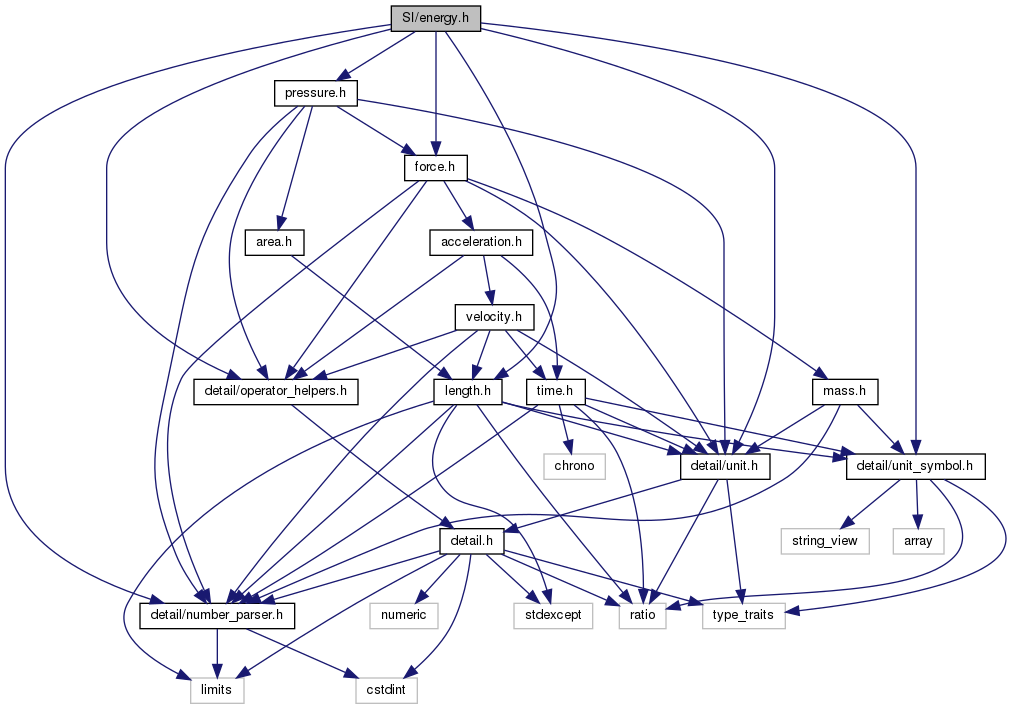 SI/energy.h
pressure.h
force.h
area.h
acceleration.h
velocity.h
detail/operator_helpers.h
length.h
time.h
mass.h
chrono
detail/unit.h
detail/unit_symbol.h
detail.h
string_view
array
detail/number_parser.h
numeric
stdexcept
ratio
type_traits
limits
cstdint